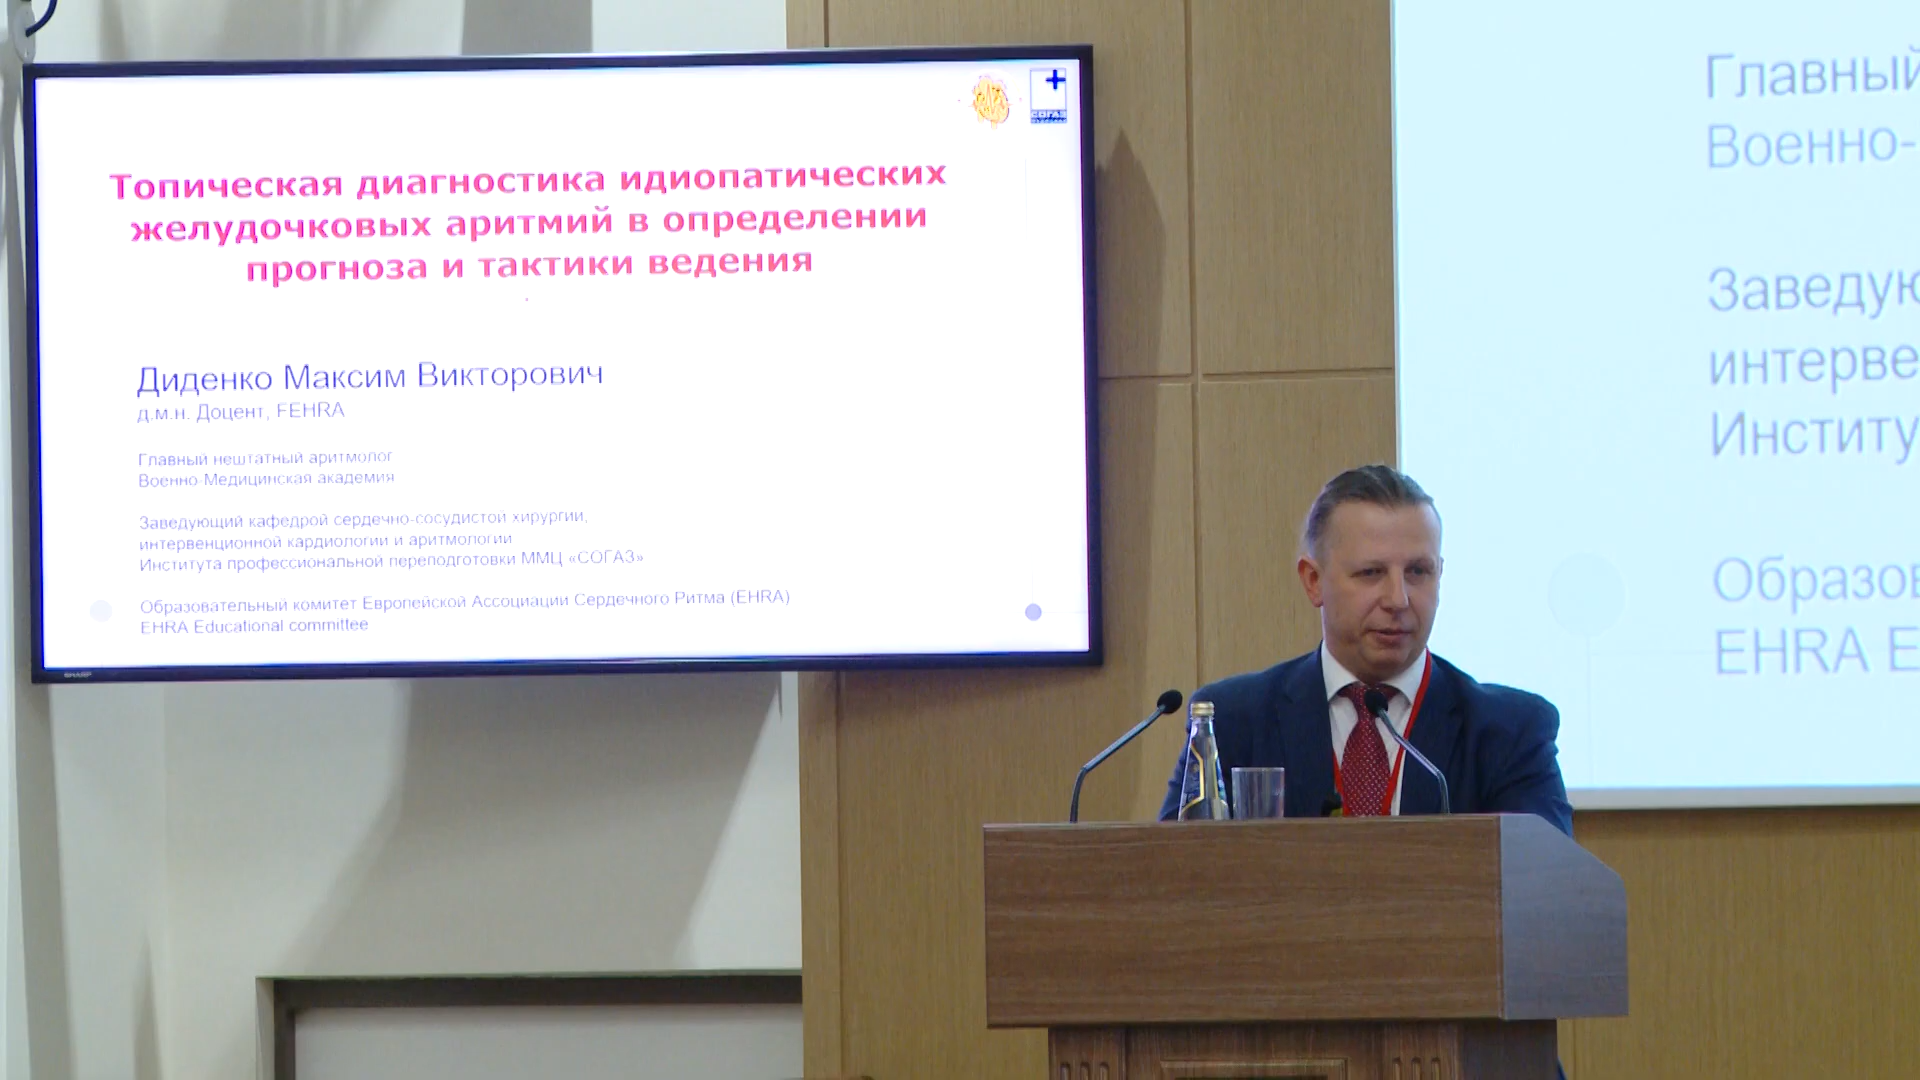 СОГАЗ
Топическая диагностика идиопатических
желудочковых аритмий в определении
прогноза и тактики ведения
.
Диденко Максим Викторович
д.м.н. Доцент, FEHRA
Главный нештатный аритмолог
Военно-Медицинская академия
Заведующий кафедрой сердечно-сосудистой хирургии,
интервенционной кардиологии и аритмологии
Института профессиональной переподготовки ММЦ «СОГАЗ»
Образовательный комитет Европейской Ассоциации Сердечного Ритма (EHRA)
EHRA Educational committee
SHARP
Главный
Военно-
Заведую
интерве
Институ
Образов
EHRA E